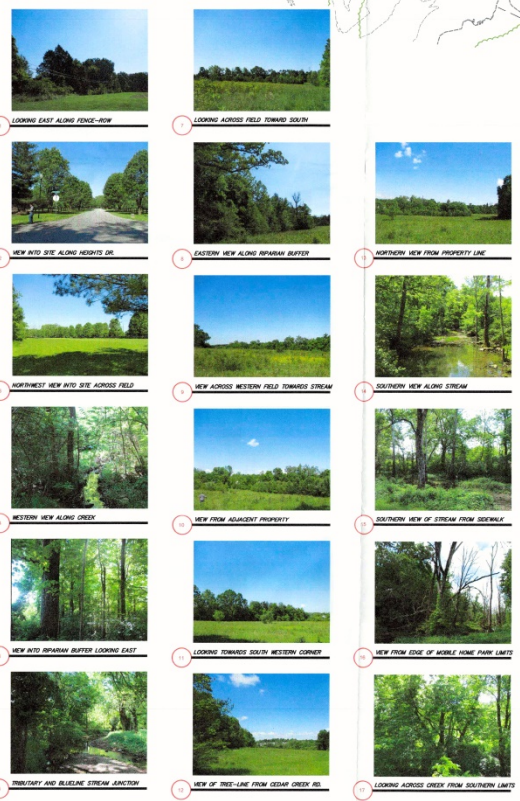 LOOKING EAST ALONG FENCE-ROW
VIEW INTO SITE ALONG HEIGHTS DR.
NORTHWEST VIEW INTO SITE ACROSS FIELD
WESTERN VIEW ALONG CREEK
VIEW INTO RIPARIAN BUFFER LOOKING EAST
TRIBUTARY AND BLUELINE STREAM JUNCTION
7 LOOKING ACROSS FIELD TOWARD SOUTH
8 EASTERN VIEW ALONG RIPARIAN BUFFER
9 VIEW ACROSS WESTERN FIELD TOWARDS STREAM
10 VIEW FROM ADJACENT PROPERTY
11 LOOKING TOWARDS SOUTH WESTERN CORNER
12 VIEW OF TREE-LINE FROM CEDAR CREEK RD.
13 NORTHERN VIEW FROM PROPERTY LINE
14 SOUTHERN VIEW ALONG STREAM
15 SOUTHERN VIEW OF STREAM FROM SIDEWALK
16 VIEW FROM EDGE OF MOBILE HOME PARK LIMITS
17 LOOKING ACROSS CREEK FROM SOUTHERN LIMITS